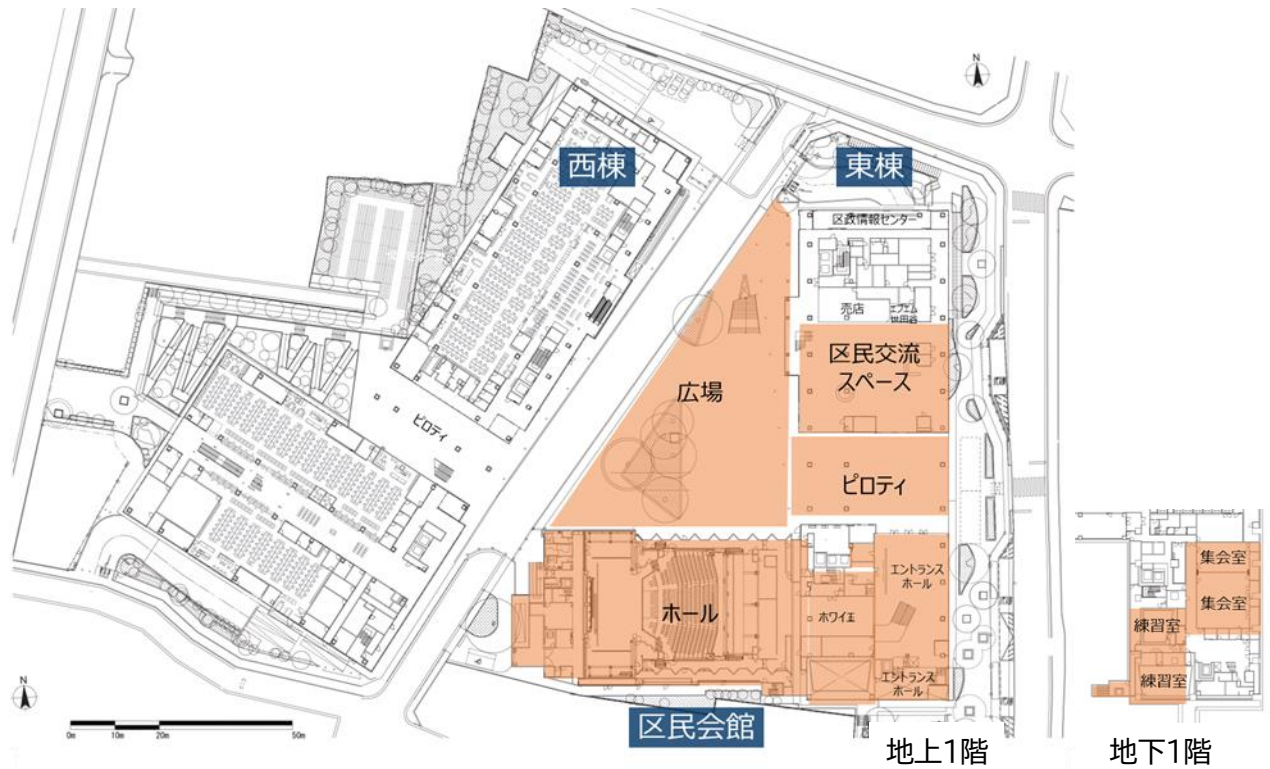 N
西棟
東棟
区政情報センター
売店
エフエム
世田谷
区民交流
スペース
広場
ピロティ
ピロティ
ホール
ホワイエ
エントランス
ホール
エントランス
ホール
集会室
集会室
練習室
練習室
N
0m 10m 20m 50m
区民会館
地上1階
地下1階